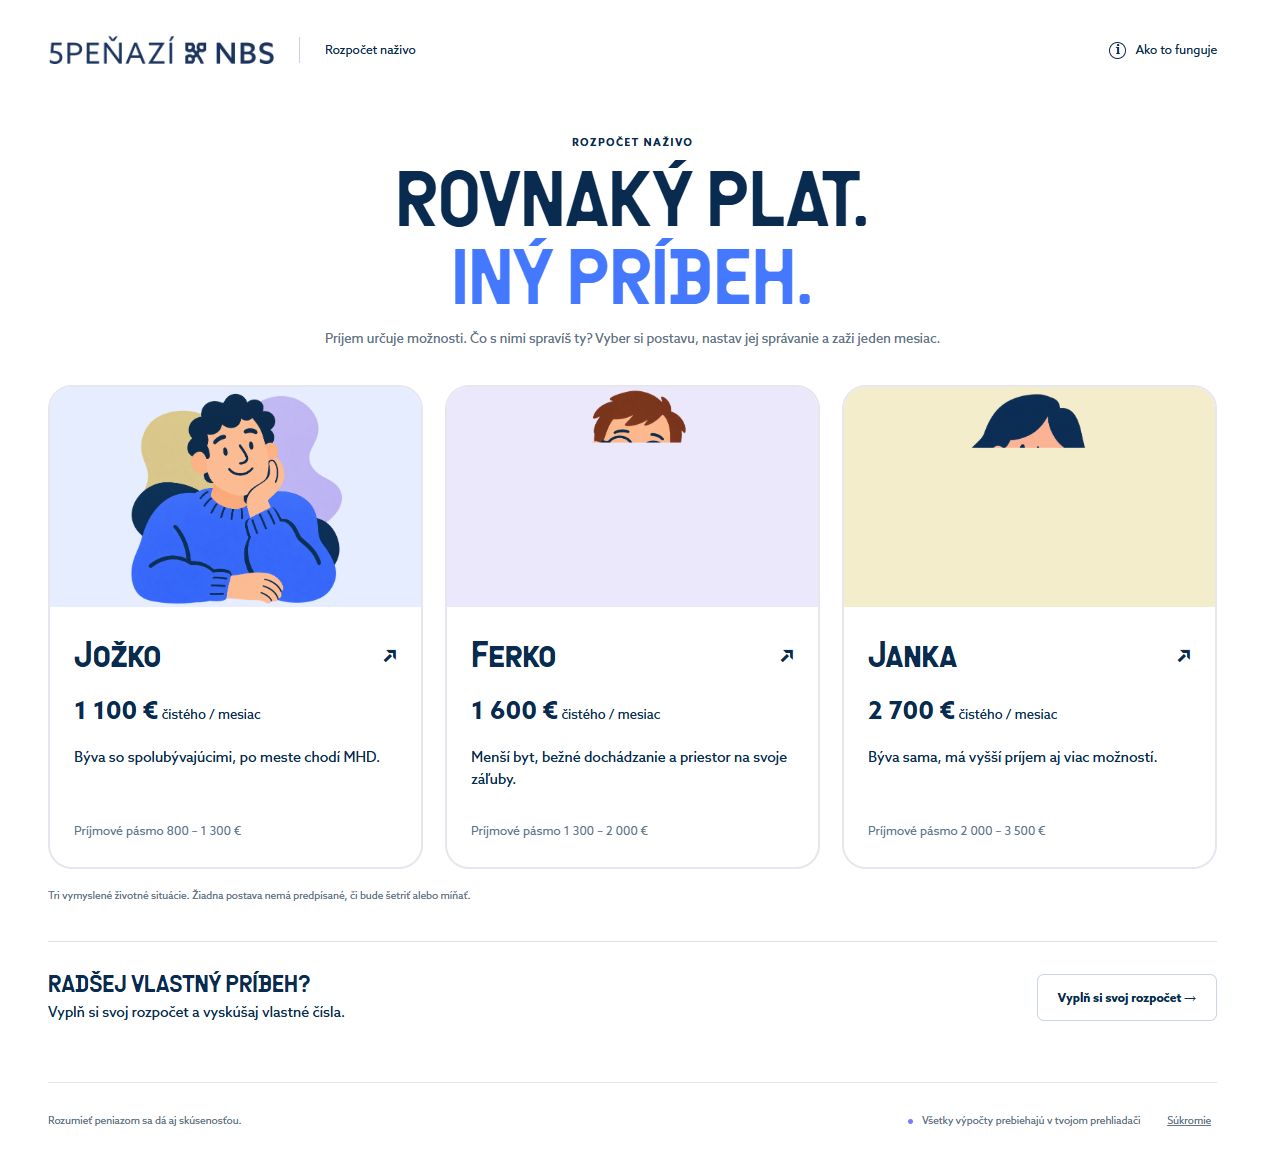 5PEŇAZÍ NBS
Rozpočet naživo
Ako to funguje
ROZPOČET NAŽIVO
ROVNAKÝ PLAT.
INÝ PRÍBEH.
Príjem určuje možnosti. Čo s nimi spravíš ty? Vyber si postavu, nastav jej správanie a zaži jeden mesiac.
JOŽKO
1 100 € čistého / mesiac
Býva so spolubývajúcimi, po meste chodí MHD.
Príjmové pásmo 800 – 1 300 €
FERKO
1 600 € čistého / mesiac
Menší byt, bežné dochádzanie a priestor na svoje
záľuby.
Príjmové pásmo 1 300 – 2 000 €
JANKA
2 700 € čistého / mesiac
Býva sama, má vyšší príjem aj viac možností.
Príjmové pásmo 2 000 – 3 500 €
Tri vymyslené životné situácie. Žiadna postava nemá predpísané, či bude šetriť alebo míňať.
RADŠEJ VLASTNÝ PRÍBEH?
Vyplň si svoj rozpočet a vyskúšaj vlastné čísla.
Vyplň si svoj rozpočet →
Rozumieť peniazom sa dá aj skúsenosťou.
Všetky výpočty prebiehajú v tvojom prehliadači
Súkromie